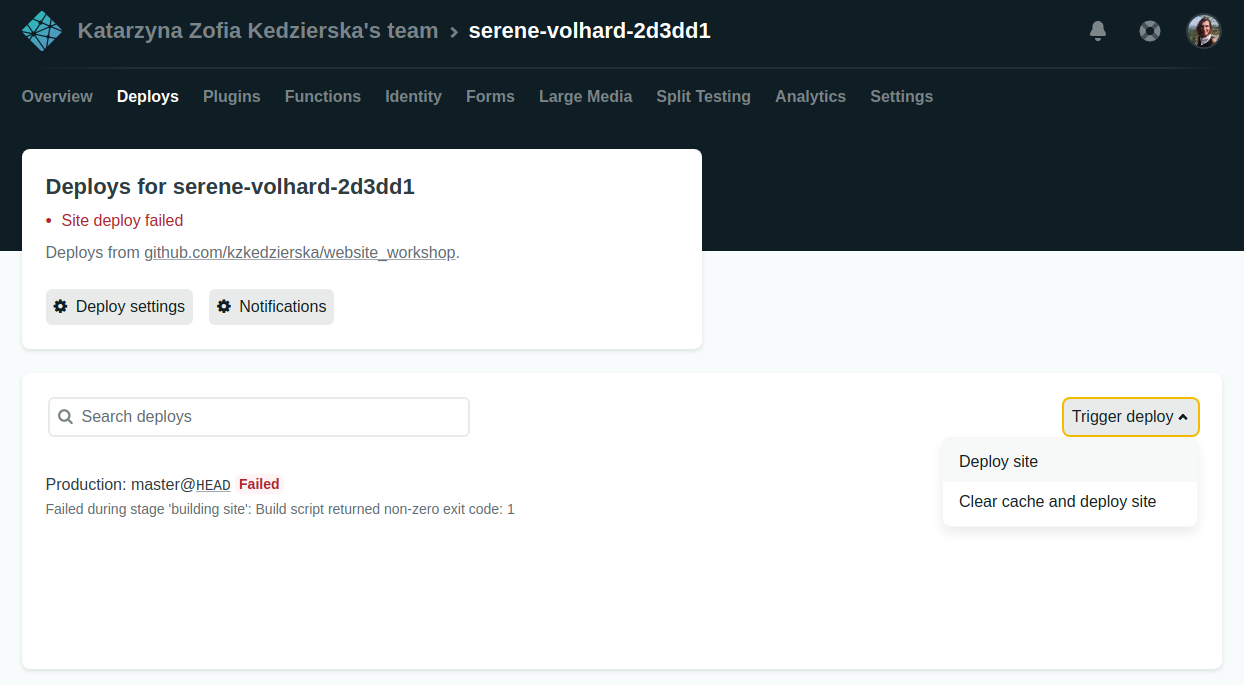 Katarzyna Zofia Kedzierska's team › serene-volhard-2d3dd1
Overview Deploys Plugins Functions Identity Forms Large Media Split Testing Analytics Settings
Deploys for serene-volhard-2d3dd1
• Site deploy failed
Deploys from github.com/kzkedzierska/website_workshop.
Deploy settings Notifications
Search deploys
Trigger deploy
Deploy site
Clear cache and deploy site
Production: master@HEAD Failed
Failed during stage 'building site': Build script returned non-zero exit code: 1